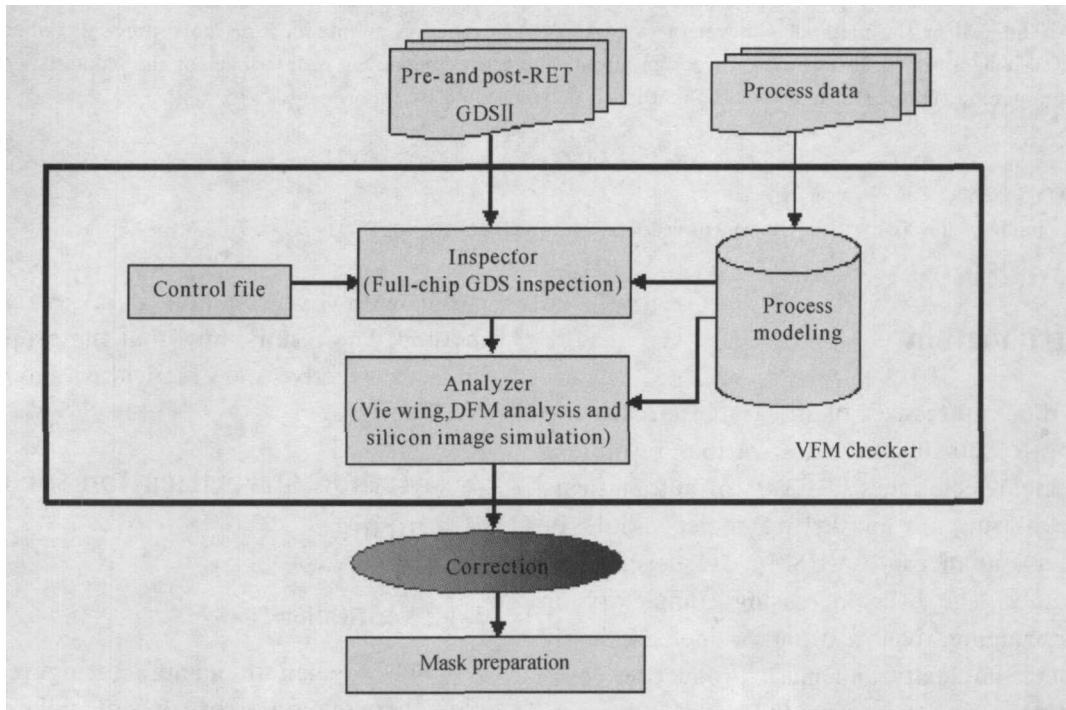 Pre- and post-RET
GDSII
Process data
Inspector
(Full-chip GDS inspection)
Control file
Process
modeling
Analyzer
(Vie wing,DFM analysis and
silicon image simulation)
VFM checker
Correction
Mask preparation